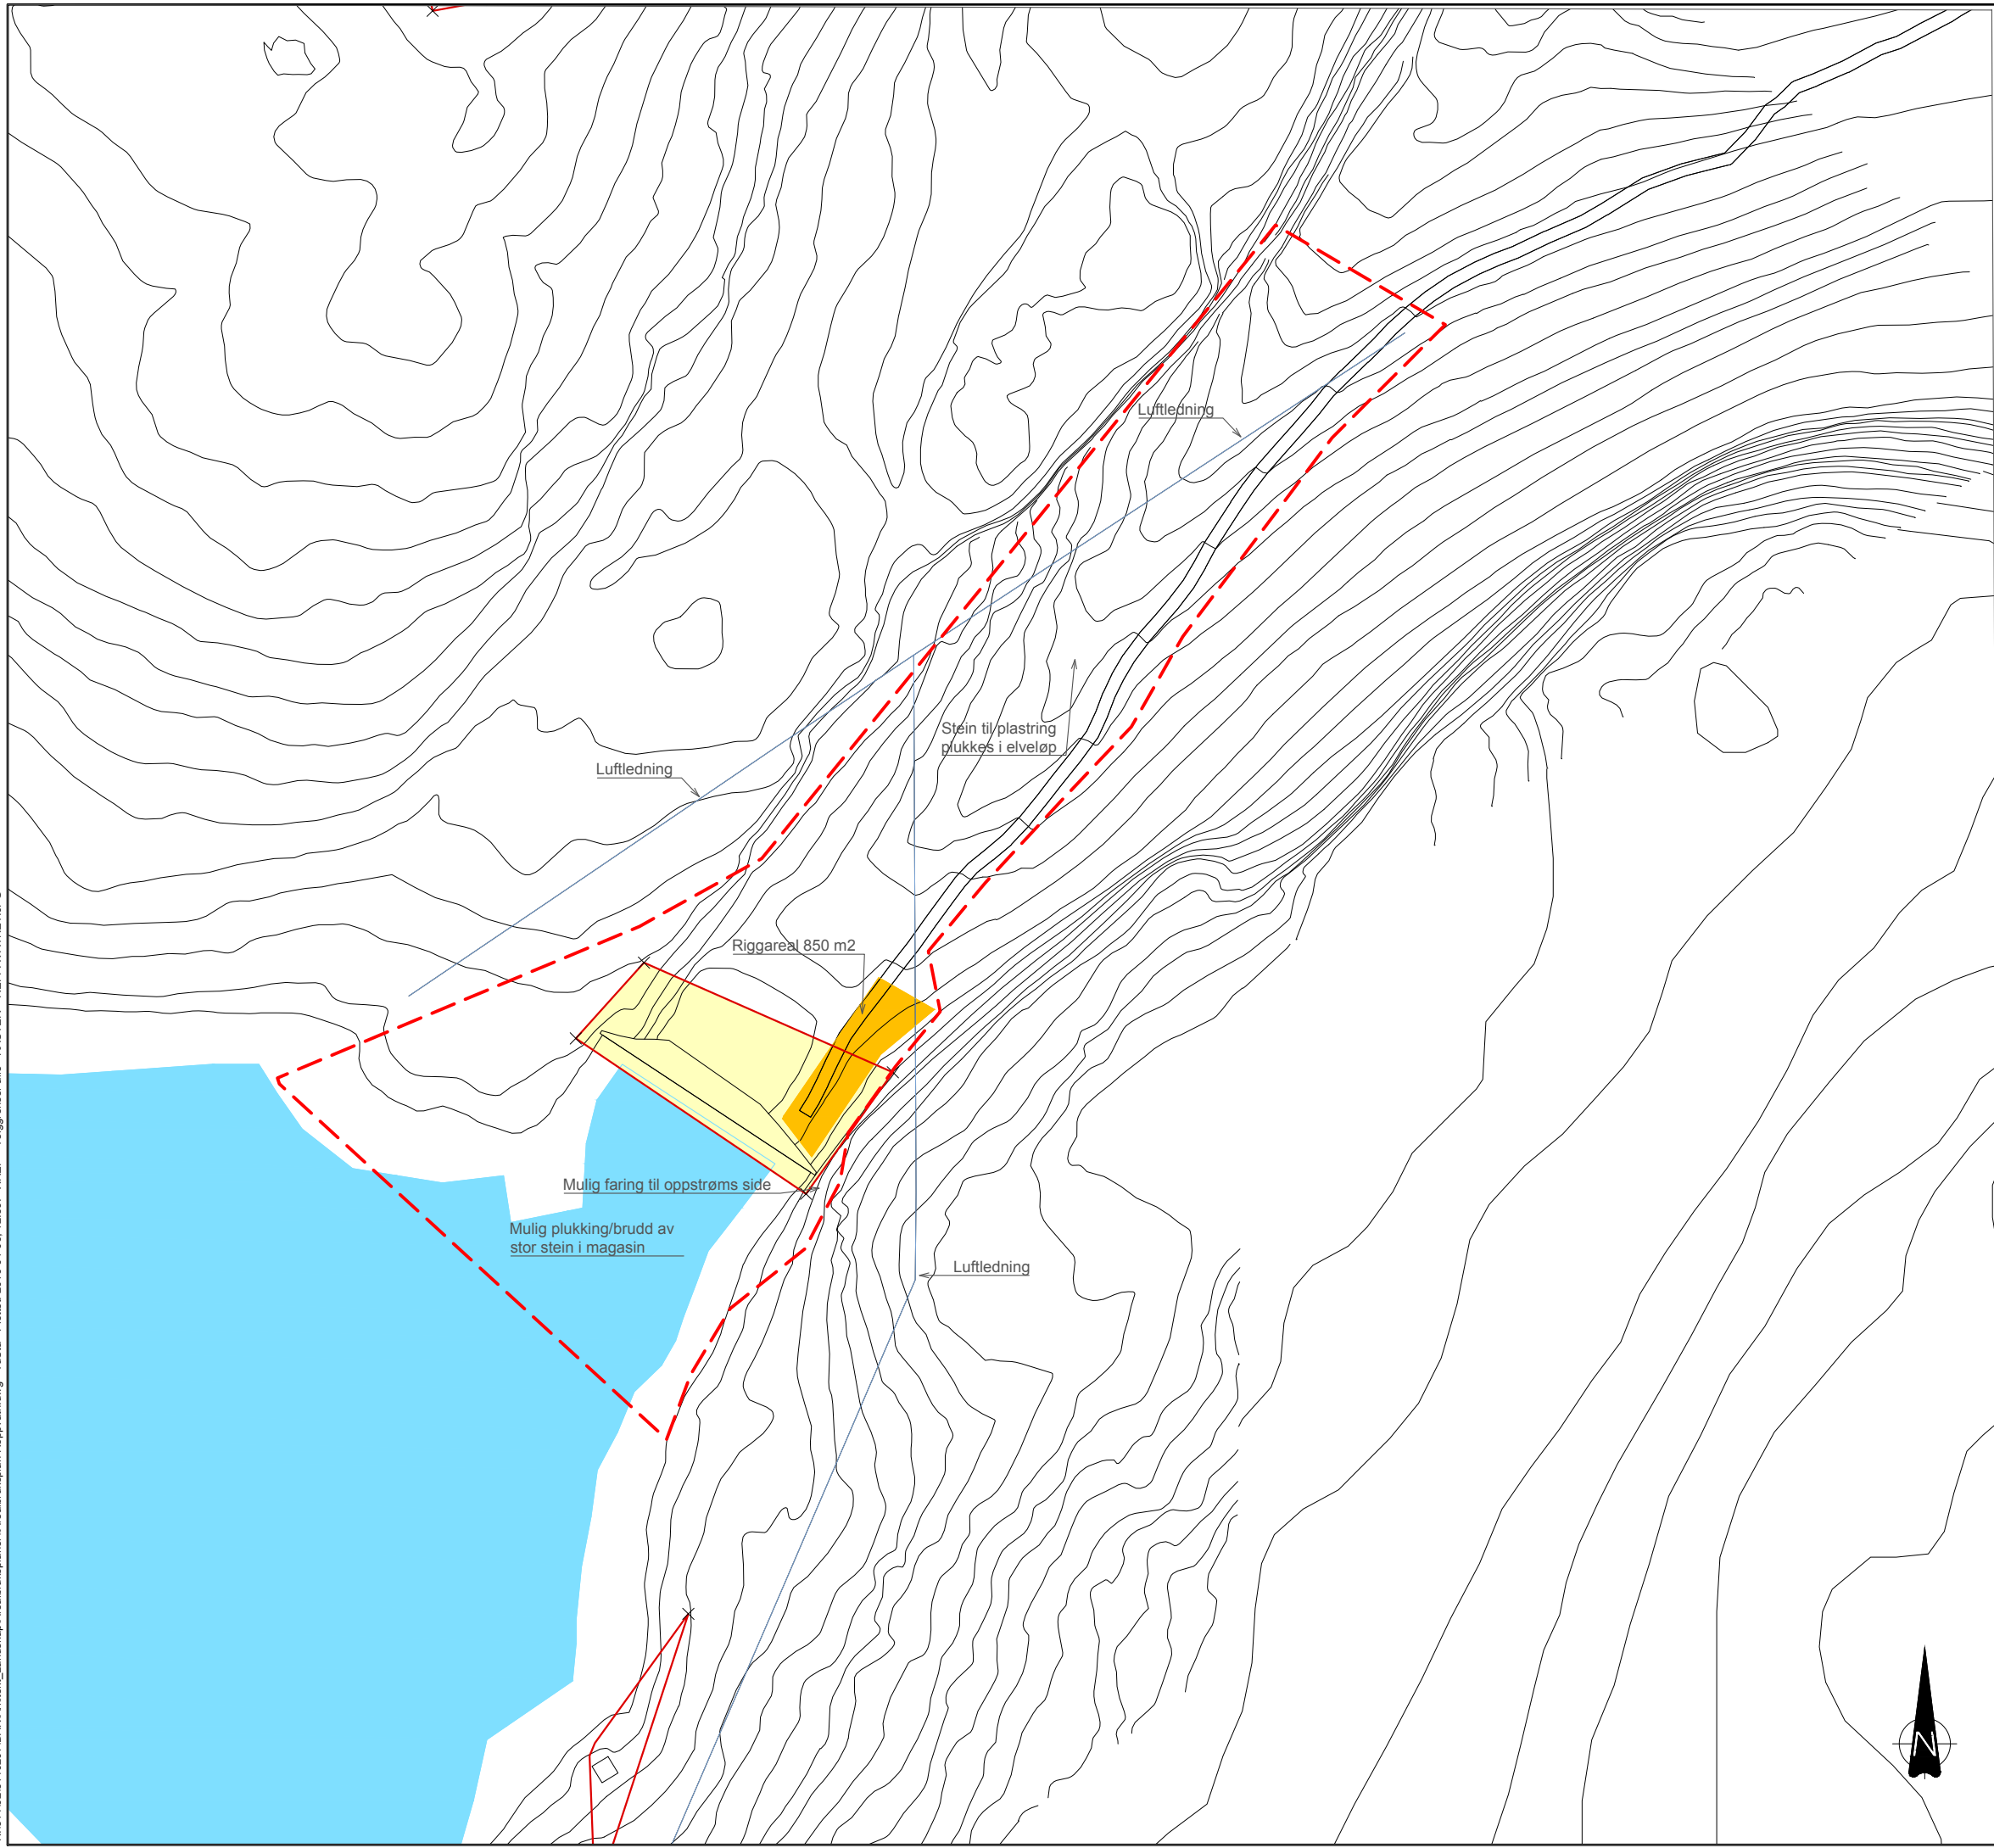 Luftledning
Stein til plastring
plukkes i elveløp
Luftledning
Riggareal 850 m2
Mulig faring til oppstrøms side
Mulig plukking/brudd av
stor stein i magasin
Luftledning
N